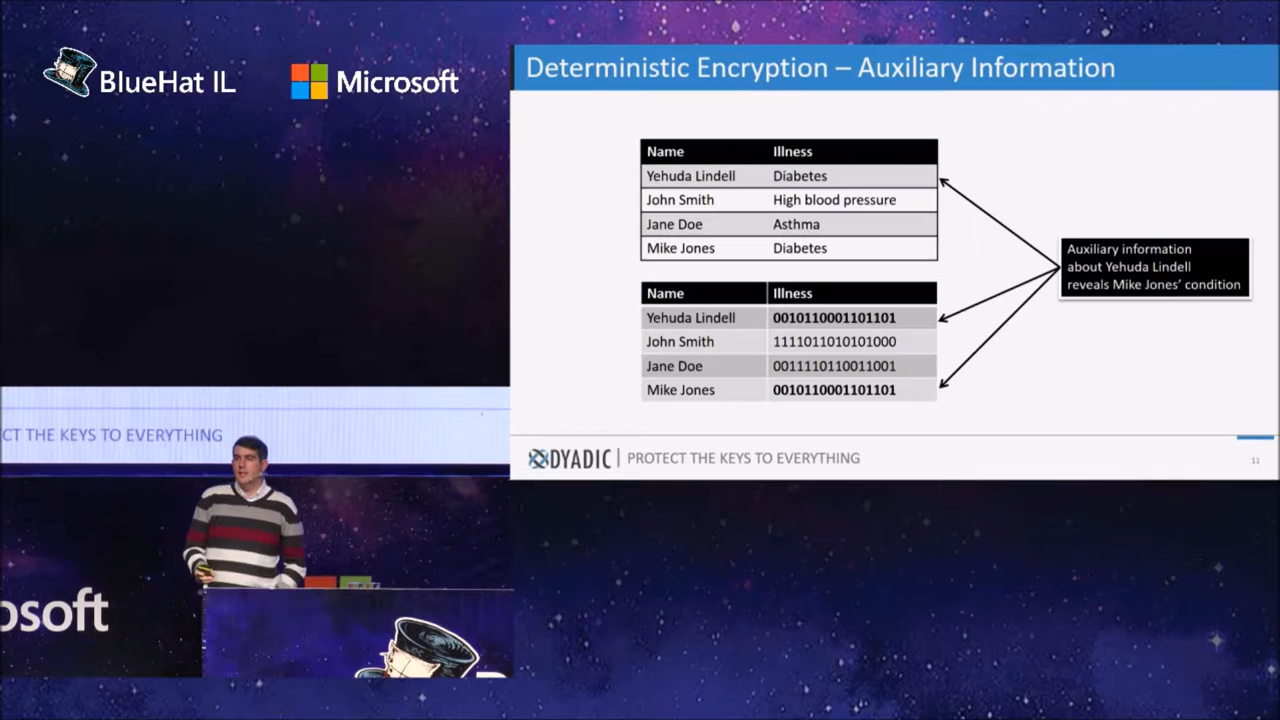 BlueHat IL
Microsoft
Deterministic Encryption – Auxiliary Information
Name Illness
Yehuda Lindell Diabetes
John Smith High blood pressure
Jane Doe Asthma
Mike Jones Diabetes
Auxiliary information
about Yehuda Lindell
reveals Mike Jones' condition
Name Illness
Yehuda Lindell 0010110001101101
John Smith 1111011010101000
Jane Doe 0011110110011001
Mike Jones 0010110001101101
DYADIC PROTECT THE KEYS TO EVERYTHING
11
CT THE KEYS TO EVERYTHING
osoft